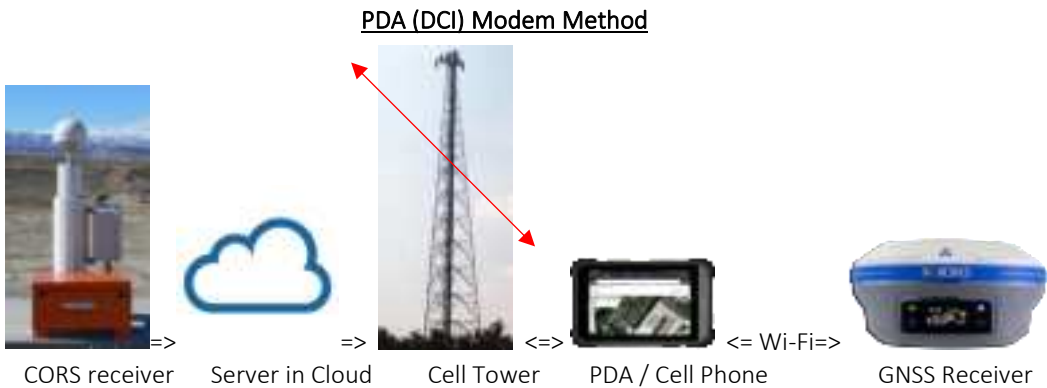 PDA (DCI) Modem Method
=> => <=> <= Wi-Fi=>
CORS receiver Server in Cloud Cell Tower PDA / Cell Phone GNSS Receiver